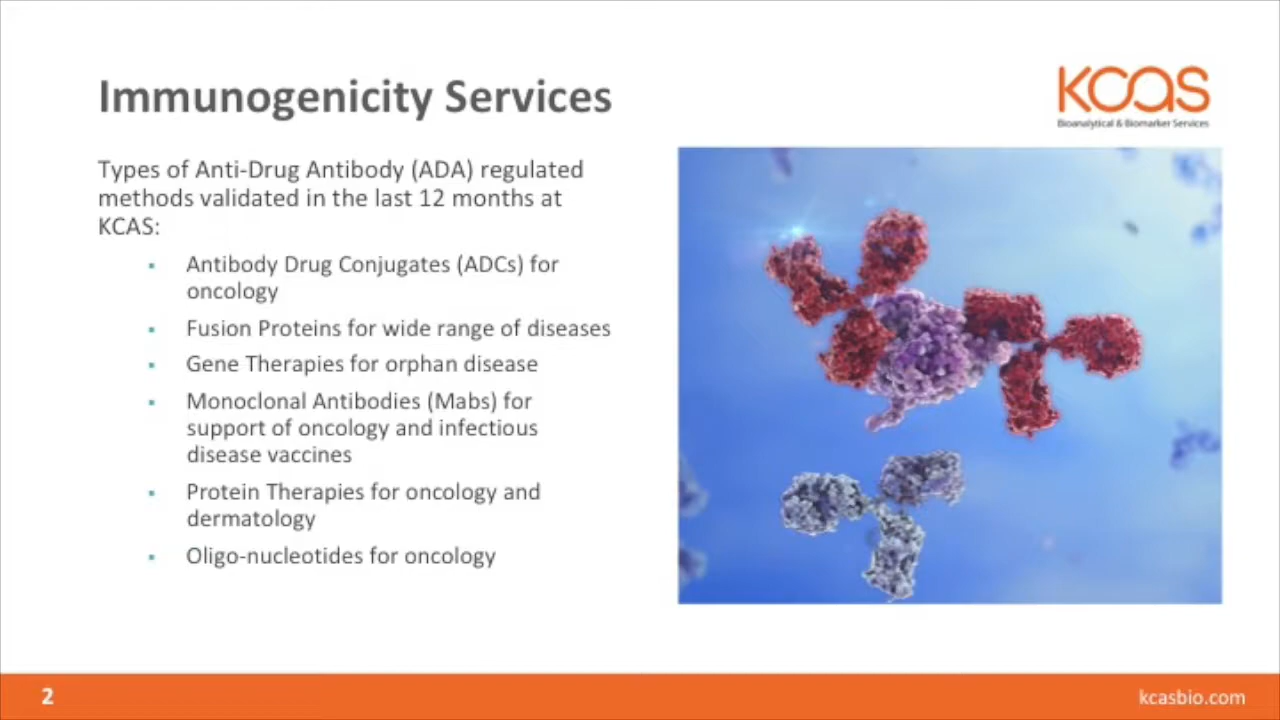 Immunogenicity Services
KCAS
Bioanalytical & Biomarker Services
Types of Anti-Drug Antibody (ADA) regulated
methods validated in the last 12 months at
KCAS:
▪ Antibody Drug Conjugates (ADCs) for
oncology
▪ Fusion Proteins for wide range of diseases
▪ Gene Therapies for orphan disease
▪ Monoclonal Antibodies (Mabs) for
support of oncology and infectious
disease vaccines
▪ Protein Therapies for oncology and
dermatology
▪ Oligo-nucleotides for oncology
2
kcasbio.com